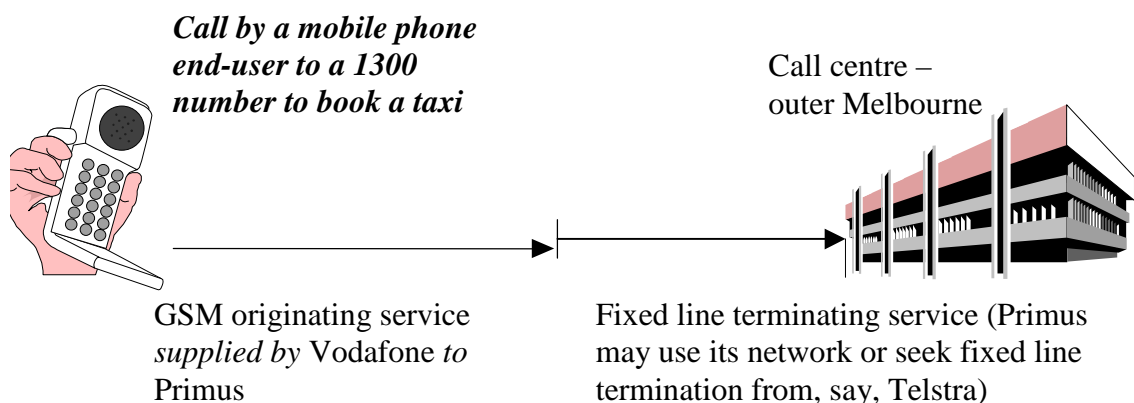 Call by a mobile phone
end-user to a 1300
number to book a taxi
Call centre –
outer Melbourne
GSM originating service
supplied by Vodafone to
Primus
Fixed line terminating service (Primus
may use its network or seek fixed line
termination from, say, Telstra)